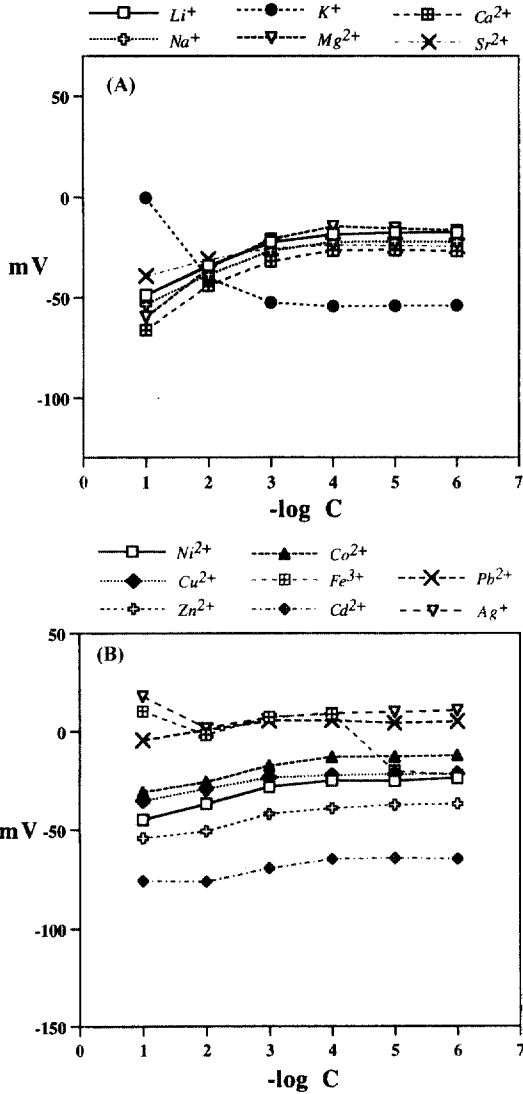 Li+ K+ Ca2+
Na+ Mg2+ Sr2+
50
(A)
0
mV
-50
-100
0 1 2 3 4 5 6 7
-log C
Ni2+ Co2+
Cu2+ Fe3+ Pb2+
Zn2+ Cd2+ Ag+
50
(B)
0
mV
-50
-100
-150
0 1 2 3 4 5 6 7
-log C